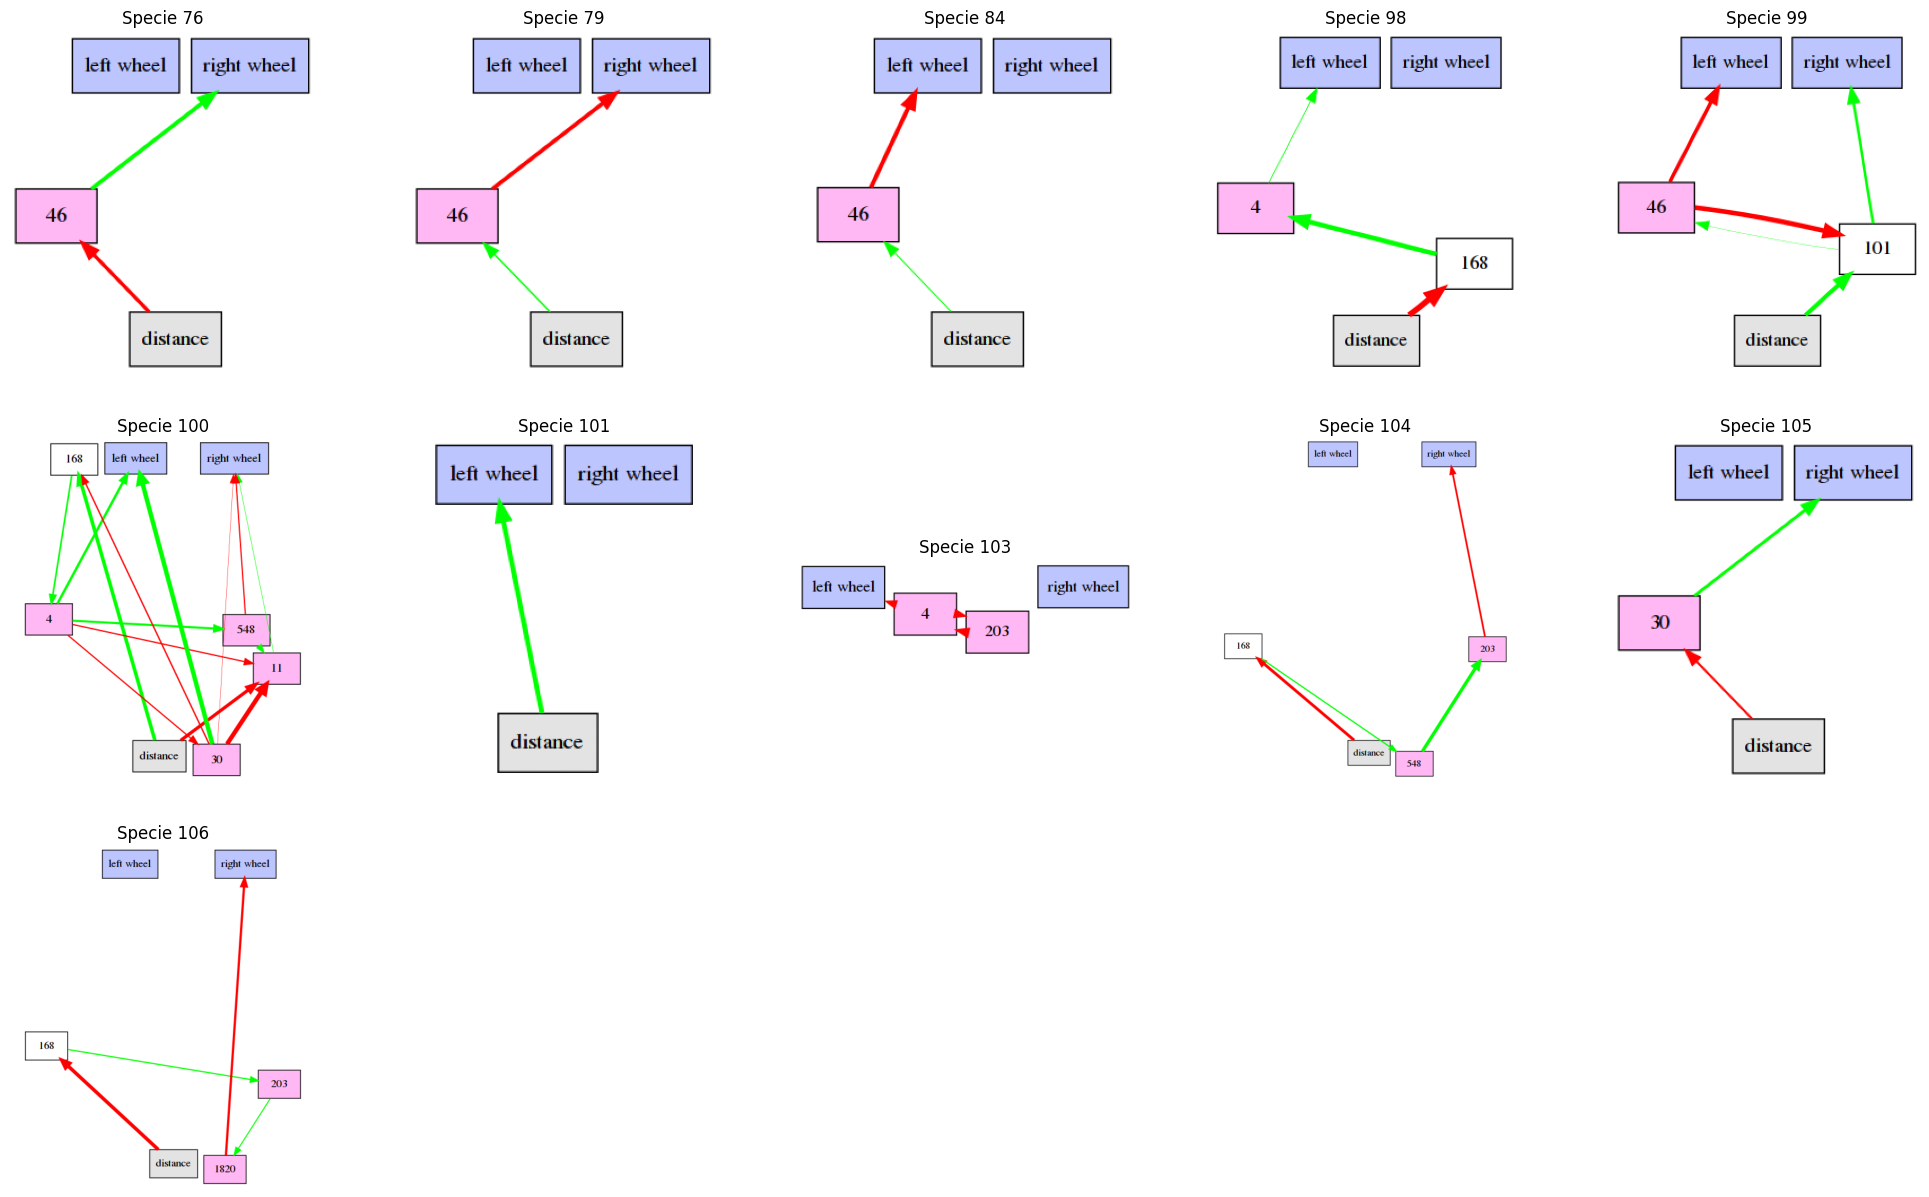 Specie 76
left wheel
right wheel
46
distance
Specie 79
left wheel
right wheel
46
distance
Specie 84
left wheel
right wheel
46
distance
Specie 98
left wheel
right wheel
4
168
distance
Specie 99
left wheel
right wheel
46
101
distance
Specie 100
168
left wheel
right wheel
4
548
11
distance
30
Specie 101
left wheel
right wheel
distance
Specie 103
left wheel
right wheel
4
203
Specie 104
left wheel
right wheel
168
203
distance
548
Specie 105
left wheel
right wheel
30
distance
Specie 106
left wheel
right wheel
168
203
distance
1820